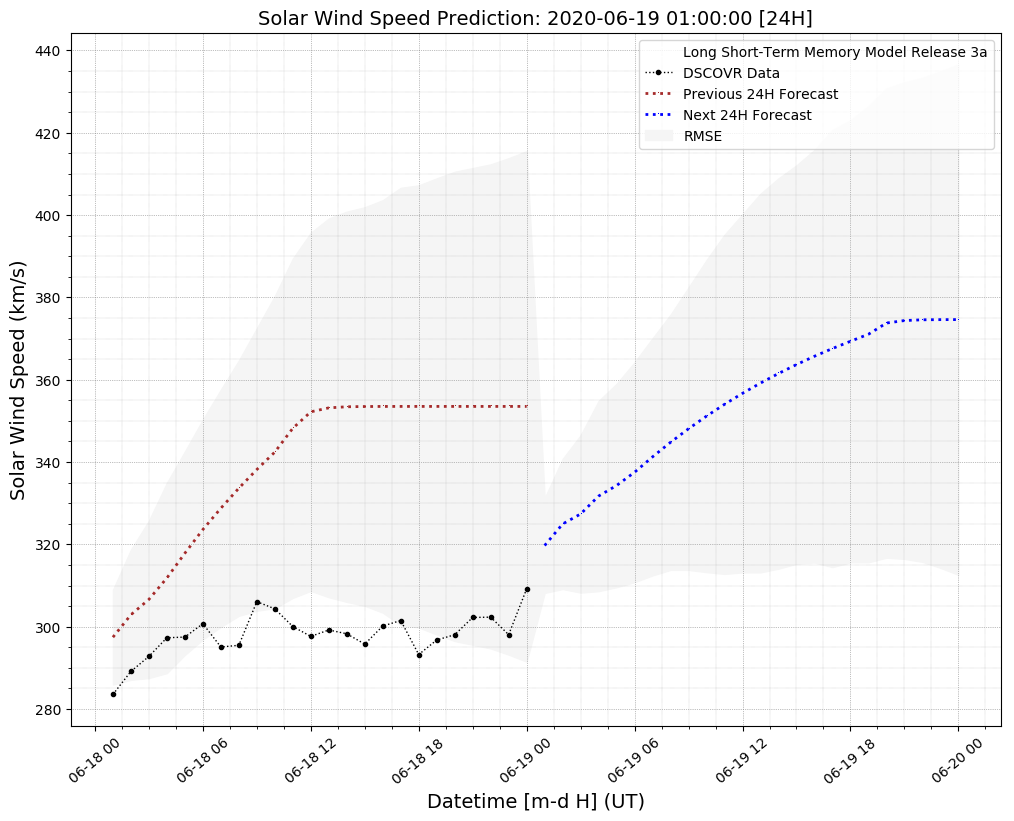 Solar Wind Speed Prediction: 2020-06-19 01:00:00 [24H]
Long Short-Term Memory Model Release 3a
DSCOVR Data
Previous 24H Forecast
Next 24H Forecast
RMSE
Solar Wind Speed (km/s)
440
420
400
380
360
340
320
300
280
06-18 00
06-18 06
06-18 12
06-18 18
06-19 00
06-19 06
06-19 12
06-19 18
06-20 00
Datetime [m-d H] (UT)